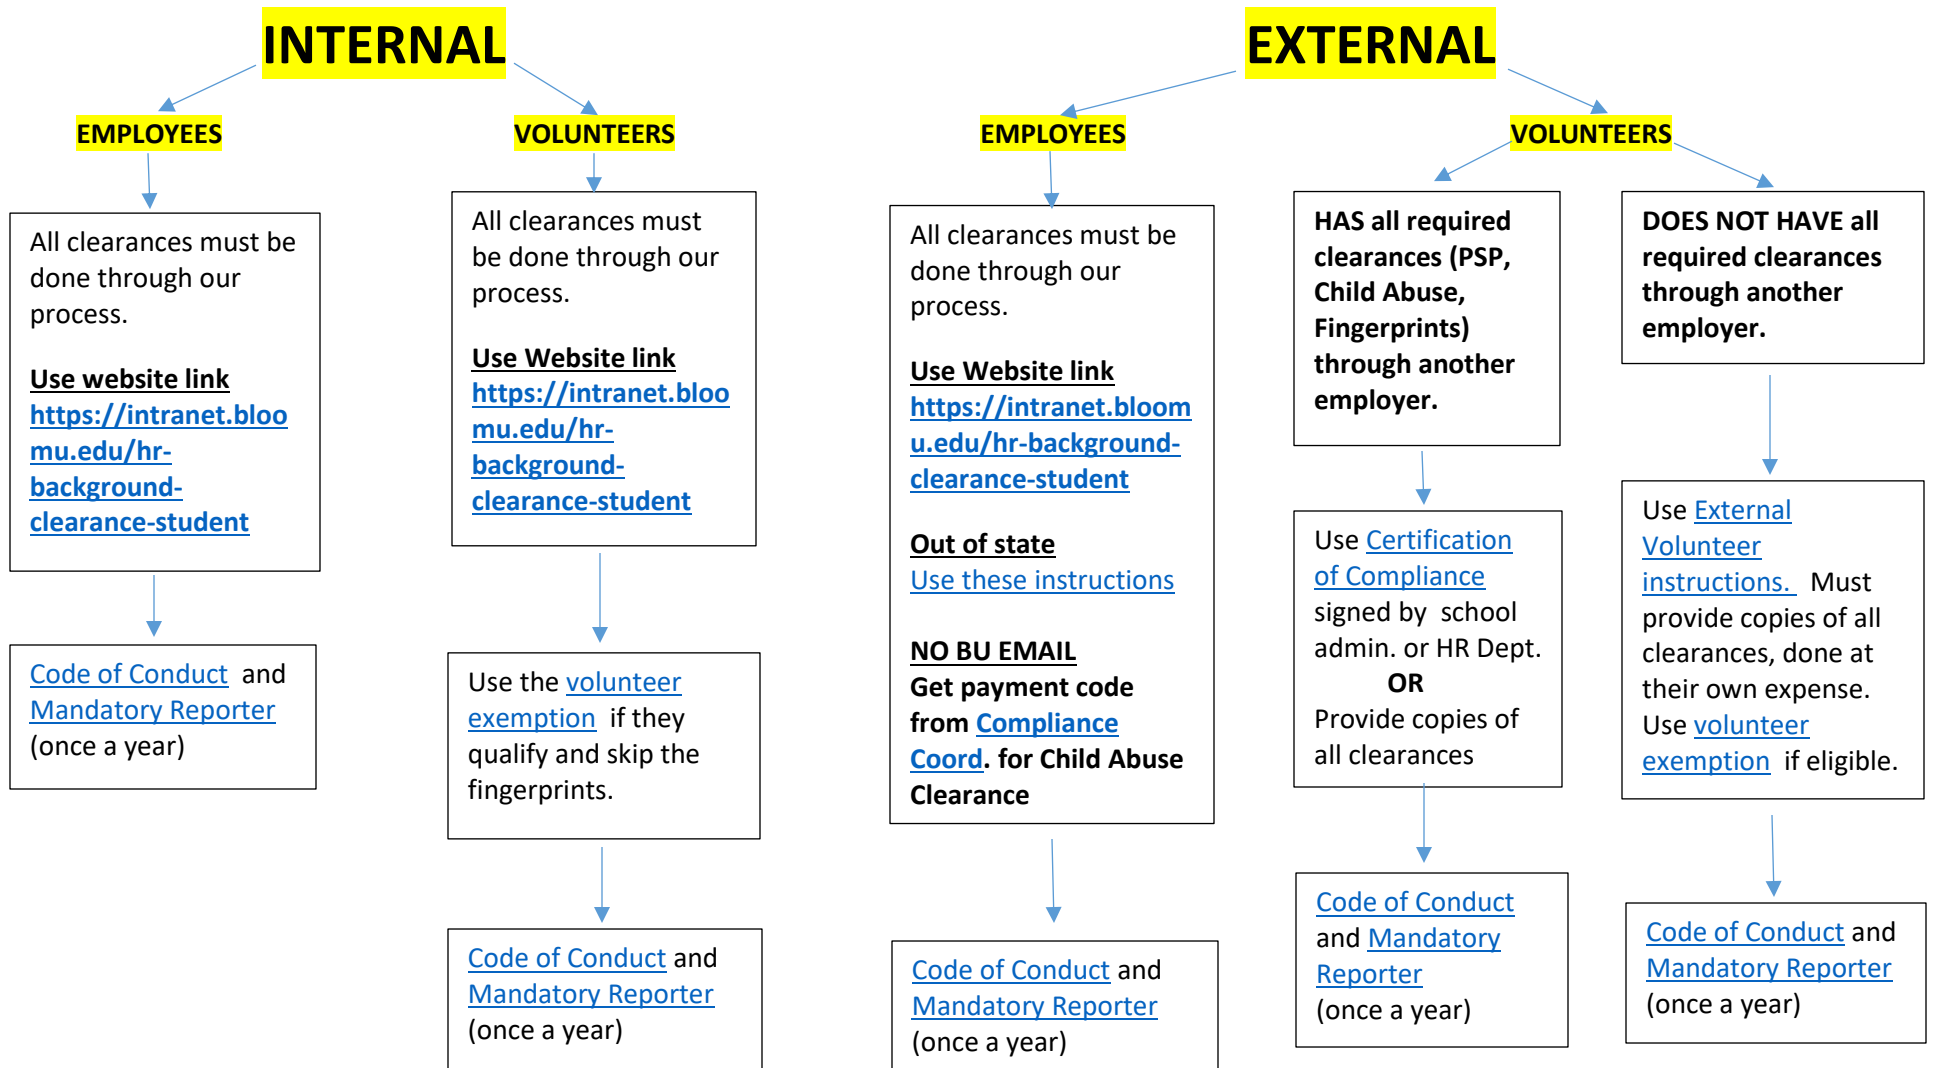 INTERNAL
EXTERNAL
EMPLOYEES
VOLUNTEERS
EMPLOYEES
VOLUNTEERS
All clearances must be
done through our
process.
Use website link
https://intranet.bloo
mu.edu/hr-
background-
clearance-student
Code of Conduct and
Mandatory Reporter
(once a year)
All clearances must
be done through our
process.
Use Website link
https://intranet.bloo
mu.edu/hr-
background-
clearance-student
Use the volunteer
exemption if they
qualify and skip the
fingerprints.
Code of Conduct and
Mandatory Reporter
(once a year)
All clearances must be
done through our
process.
Use Website link
https://intranet.bloom
u.edu/hr-background-
clearance-student
Out of state
Use these instructions
NO BU EMAIL
Get payment code
from Compliance
Coord. for Child Abuse
Clearance
Code of Conduct and
Mandatory Reporter
(once a year)
HAS all required
clearances (PSP,
Child Abuse,
Fingerprints)
through another
employer.
Use Certification
of Compliance
signed by school
admin. or HR Dept.
OR
Provide copies of
all clearances
Code of Conduct
and Mandatory
Reporter
(once a year)
DOES NOT HAVE all
required clearances
through another
employer.
Use External
Volunteer
instructions. Must
provide copies of all
clearances, done at
their own expense.
Use volunteer
exemption if eligible.
Code of Conduct and
Mandatory Reporter
(once a year)